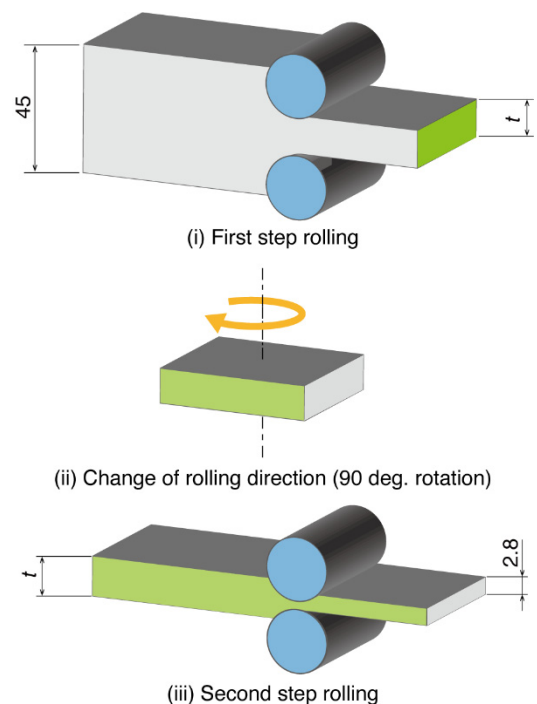 45
t
(i) First step rolling
(ii) Change of rolling direction (90 deg. rotation)
t
2.8
(iii) Second step rolling